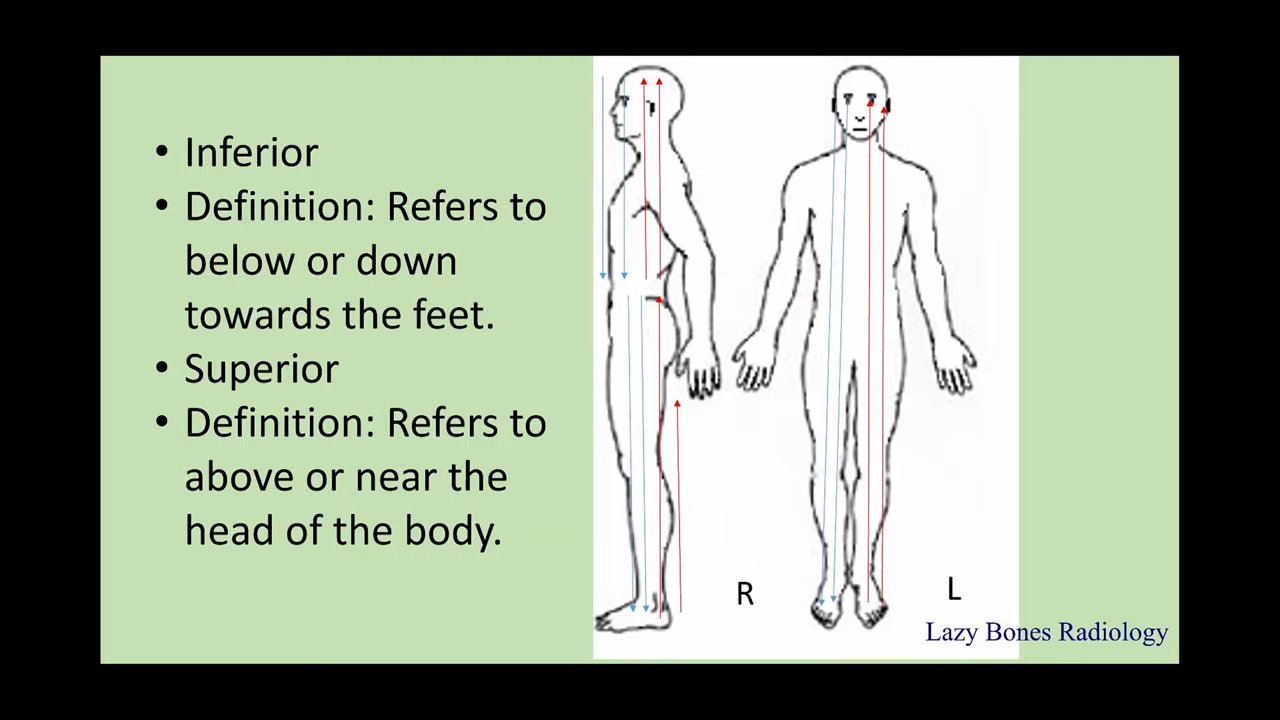 • Inferior
• Definition: Refers to
below or down
towards the feet.
• Superior
• Definition: Refers to
above or near the
head of the body.
R
L
Lazy Bones Radiology